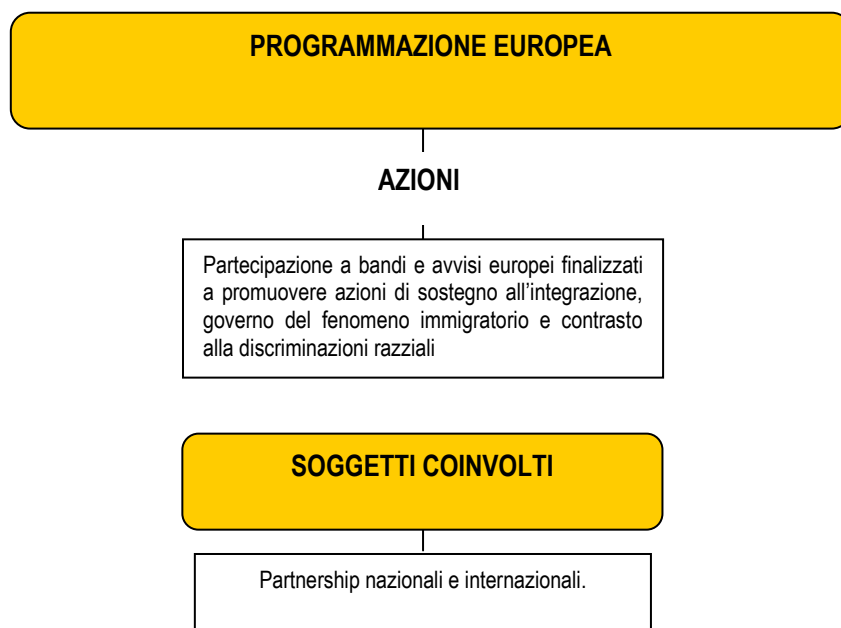 PROGRAMMAZIONE EUROPEA
AZIONI
Partecipazione a bandi e avvisi europei finalizzati
a promuovere azioni di sostegno all’integrazione,
governo del fenomeno immigratorio e contrasto
alla discriminazioni razziali
SOGGETTI COINVOLTI
Partnership nazionali e internazionali.